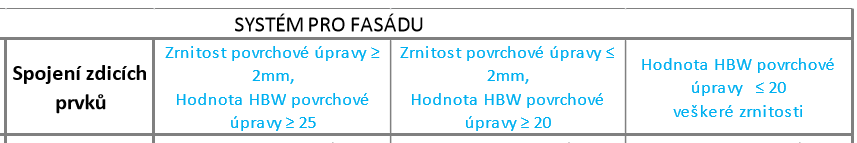 SYSTÉM PRO FASÁDU
Spojení zdicích
prvků
Zrnitost povrchové úpravy ≥
2mm,
Hodnota HBW povrchové
úpravy ≥ 25
Zrnitost povrchové úpravy ≤
2mm,
Hodnota HBW povrchové
úpravy ≥ 20
Hodnota HBW povrchové
úpravy ≤ 20
veškeré zrnitosti